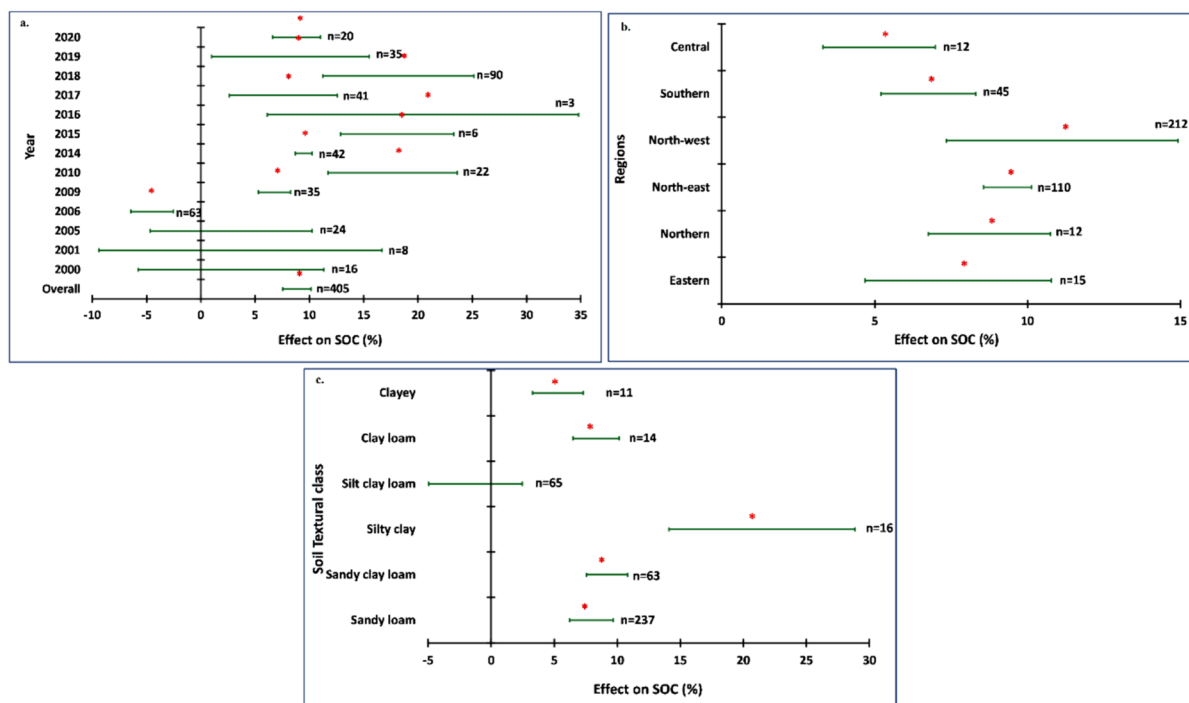 a.
Year
2020
n=20
2019
n=35
2018
n=90
2017
n=41
2016
n=3
2015
n=6
2014
n=42
2010
n=22
2009
n=35
2006
n=63
2005
n=24
2001
n=8
2000
n=16
Overall
n=405
-10 -5 0 5 10 15 20 25 30 35
Effect on SOC (%)
b.
Regions
Central
n=12
Southern
n=45
North-west
n=212
North-east
n=110
Northern
n=12
Eastern
n=15
0 5 10 15
Effect on SOC (%)
c.
Soil Textural class
Clayey
n=11
Clay loam
n=14
Silt clay loam
n=65
Silty clay
n=16
Sandy clay loam
n=63
Sandy loam
n=237
-5 0 5 10 15 20 25 30
Effect on SOC (%)